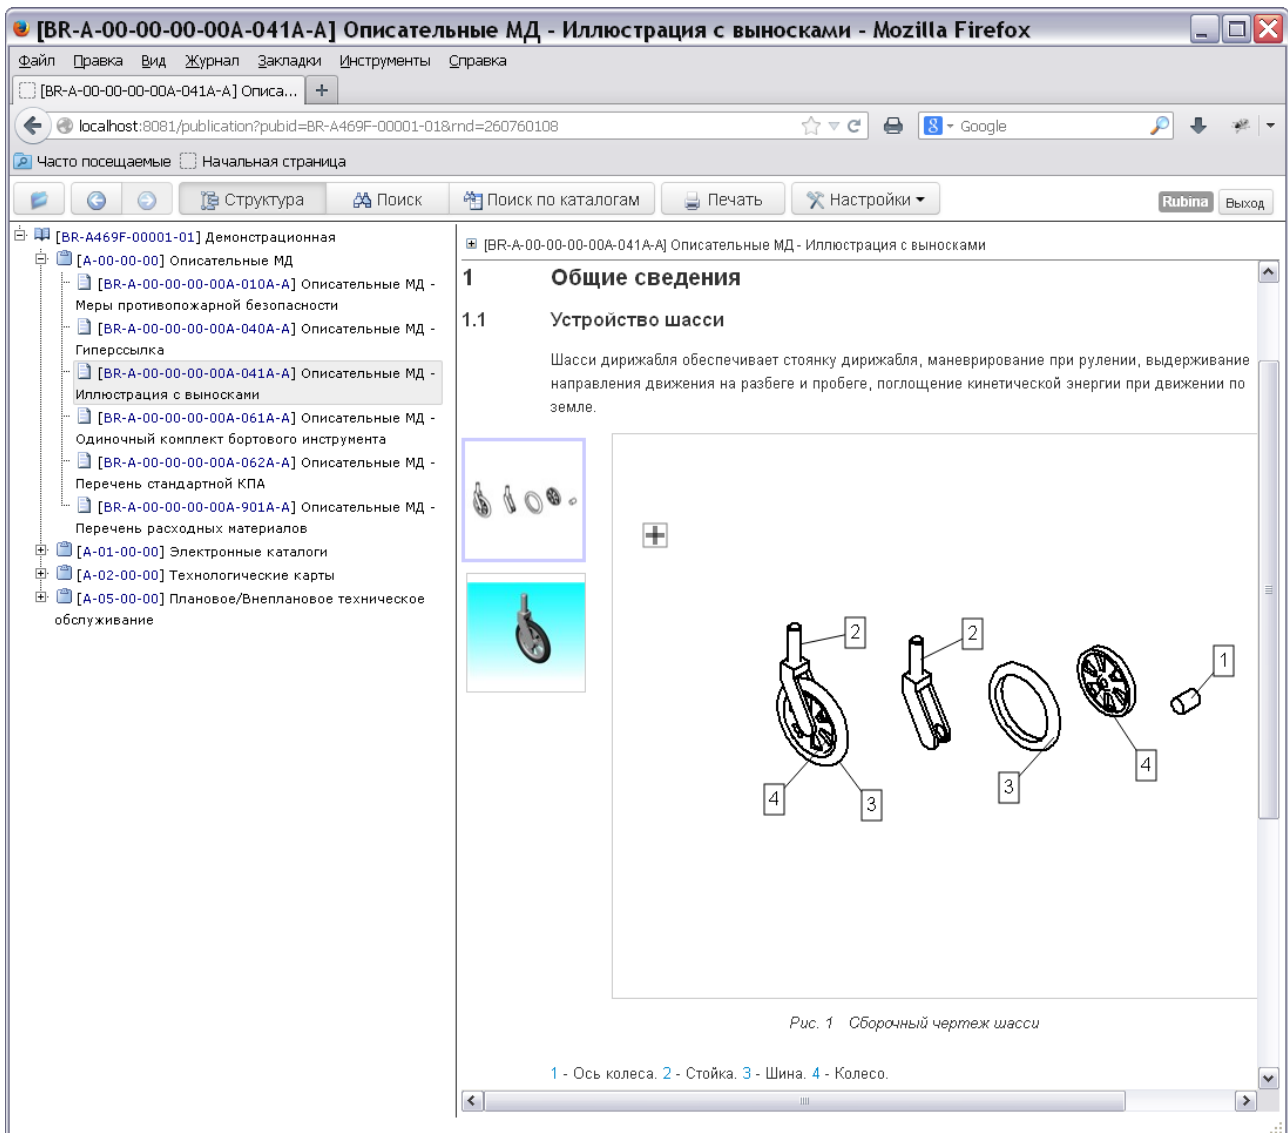 [BR-A-00-00-00-00A-041A-A] Описательные МД - Иллюстрация с выносками - Mozilla Firefox
Файл Правка Вид Журнал Закладки Инструменты Справка
[BR-A-00-00-00-00A-041A-A] Описа... +
localhost:8081/publication?pubid=BR-A469F-00001-01&rnd=260760108 8 Google
Часто посещаемые Начальная страница
Структура Поиск Поиск по каталогам Печать Настройки Rubina Выход
[BR-A469F-00001-01] Демонстрационная
[A-00-00-00] Описательные МД
[BR-A-00-00-00-00A-010A-A] Описательные МД -
Меры противопожарной безопасности
[BR-A-00-00-00-00A-040A-A] Описательные МД -
Гиперссылка
[BR-A-00-00-00-00A-041A-A] Описательные МД -
Иллюстрация с выносками
[BR-A-00-00-00-00A-061A-A] Описательные МД -
Одиночный комплект бортового инструмента
[BR-A-00-00-00-00A-062A-A] Описательные МД -
Перечень стандартной КПА
[BR-A-00-00-00-00A-901A-A] Описательные МД -
Перечень расходных материалов
[A-01-00-00] Электронные каталоги
[A-02-00-00] Технологические карты
[A-05-00-00] Плановое/Внеплановое техническое
обслуживание
[BR-A-00-00-00-00A-041A-A] Описательные МД - Иллюстрация с выносками
1 Общие сведения
1.1 Устройство шасси
Шасси дирижабля обеспечивает стоянку дирижабля, маневрирование при рулении, выдерживание
направления движения на разбеге и пробеге, поглощение кинетической энергии при движении по
земле.
2 2 1
4 3 3 4
Рис. 1 Сборочный чертеж шасси
1 - Ось колеса. 2 - Стойка. 3 - Шина. 4 - Колесо.